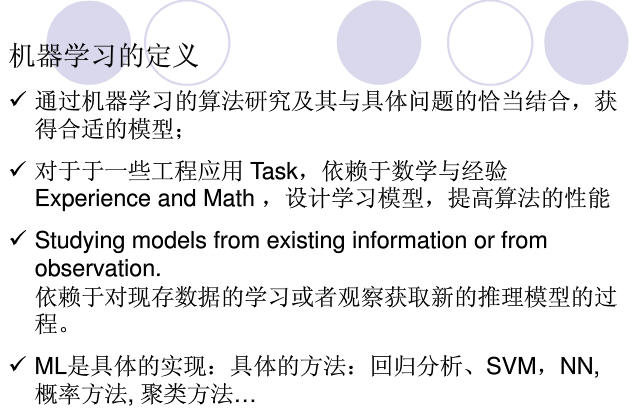 机器学习的定义
✓ 通过机器学习的算法研究及其与具体问题的恰当结合，获
得合适的模型；
✓ 对于于一些工程应用 Task，依赖于数学与经验
Experience and Math ，设计学习模型，提高算法的性能
✓ Studying models from existing information or from
observation.
依赖于对现存数据的学习或者观察获取新的推理模型的过
程。
✓ ML是具体的实现：具体的方法：回归分析、SVM，NN,
概率方法, 聚类方法…